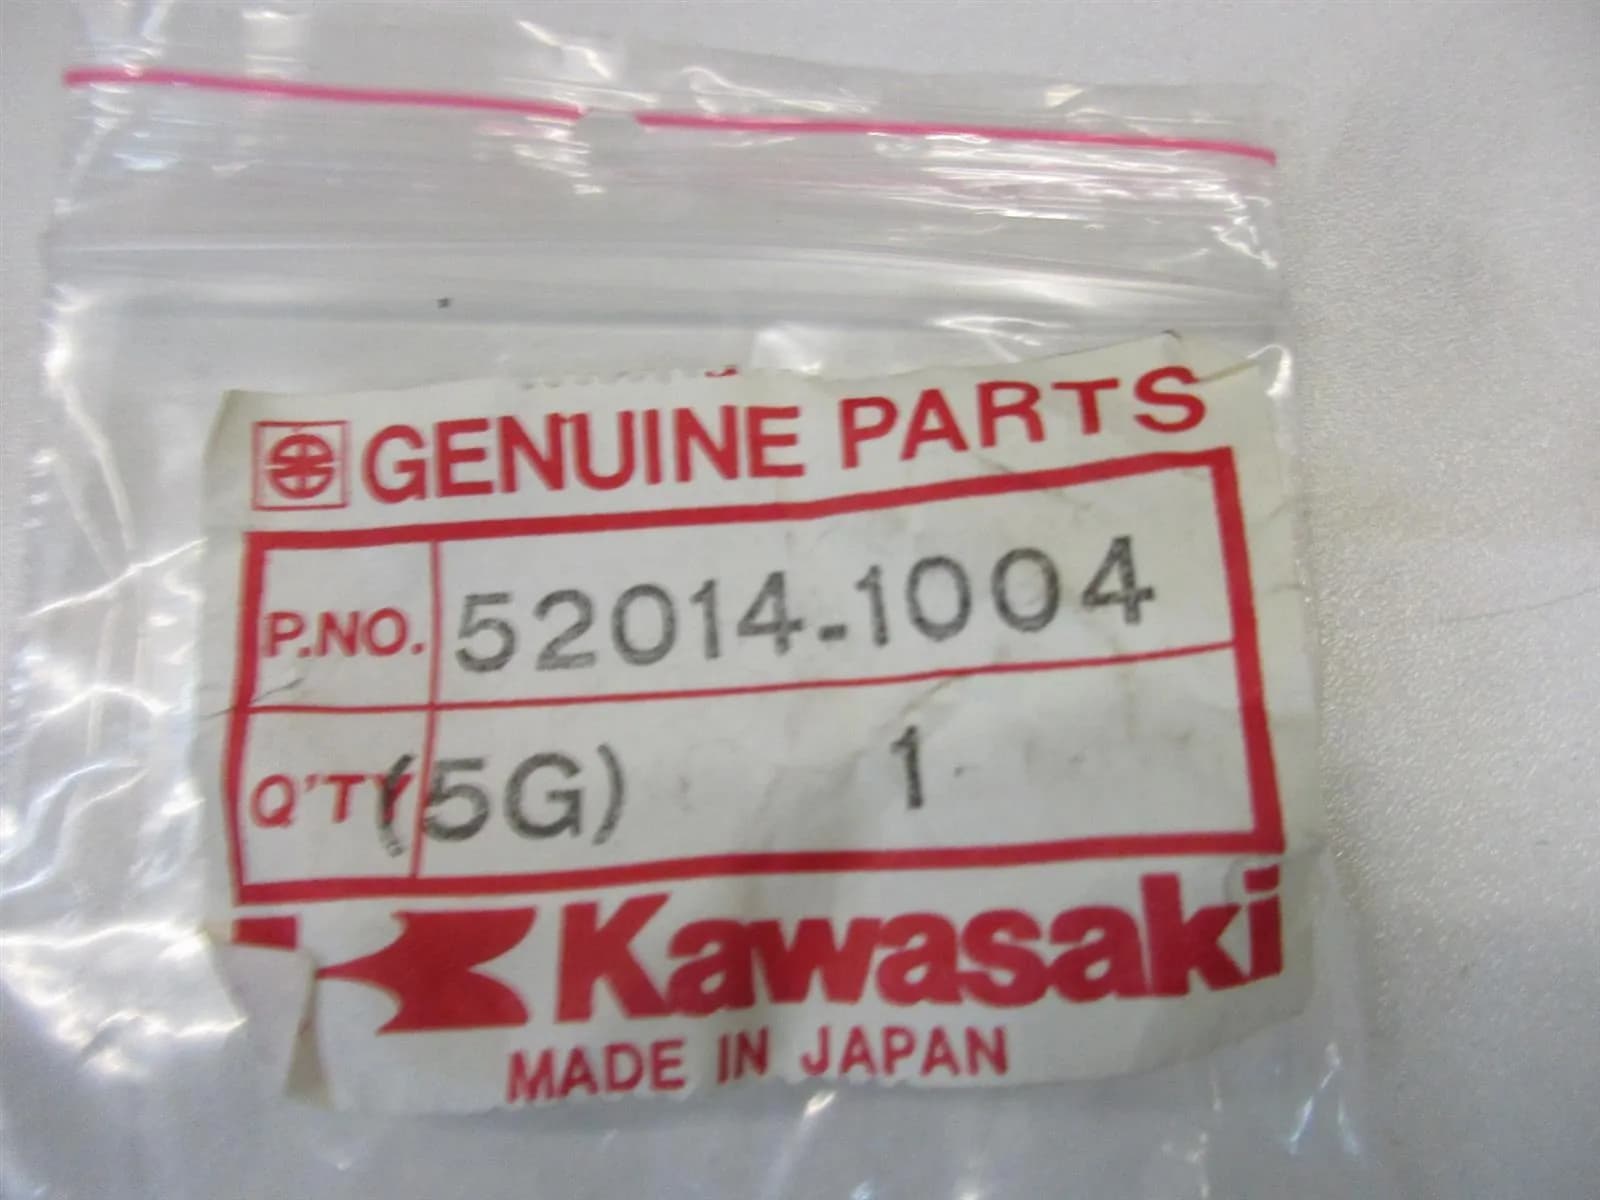 GENUINE PARTS
P.NO. 52014-1004
Q'TY (5G) 1
Kawasaki
MADE IN JAPAN